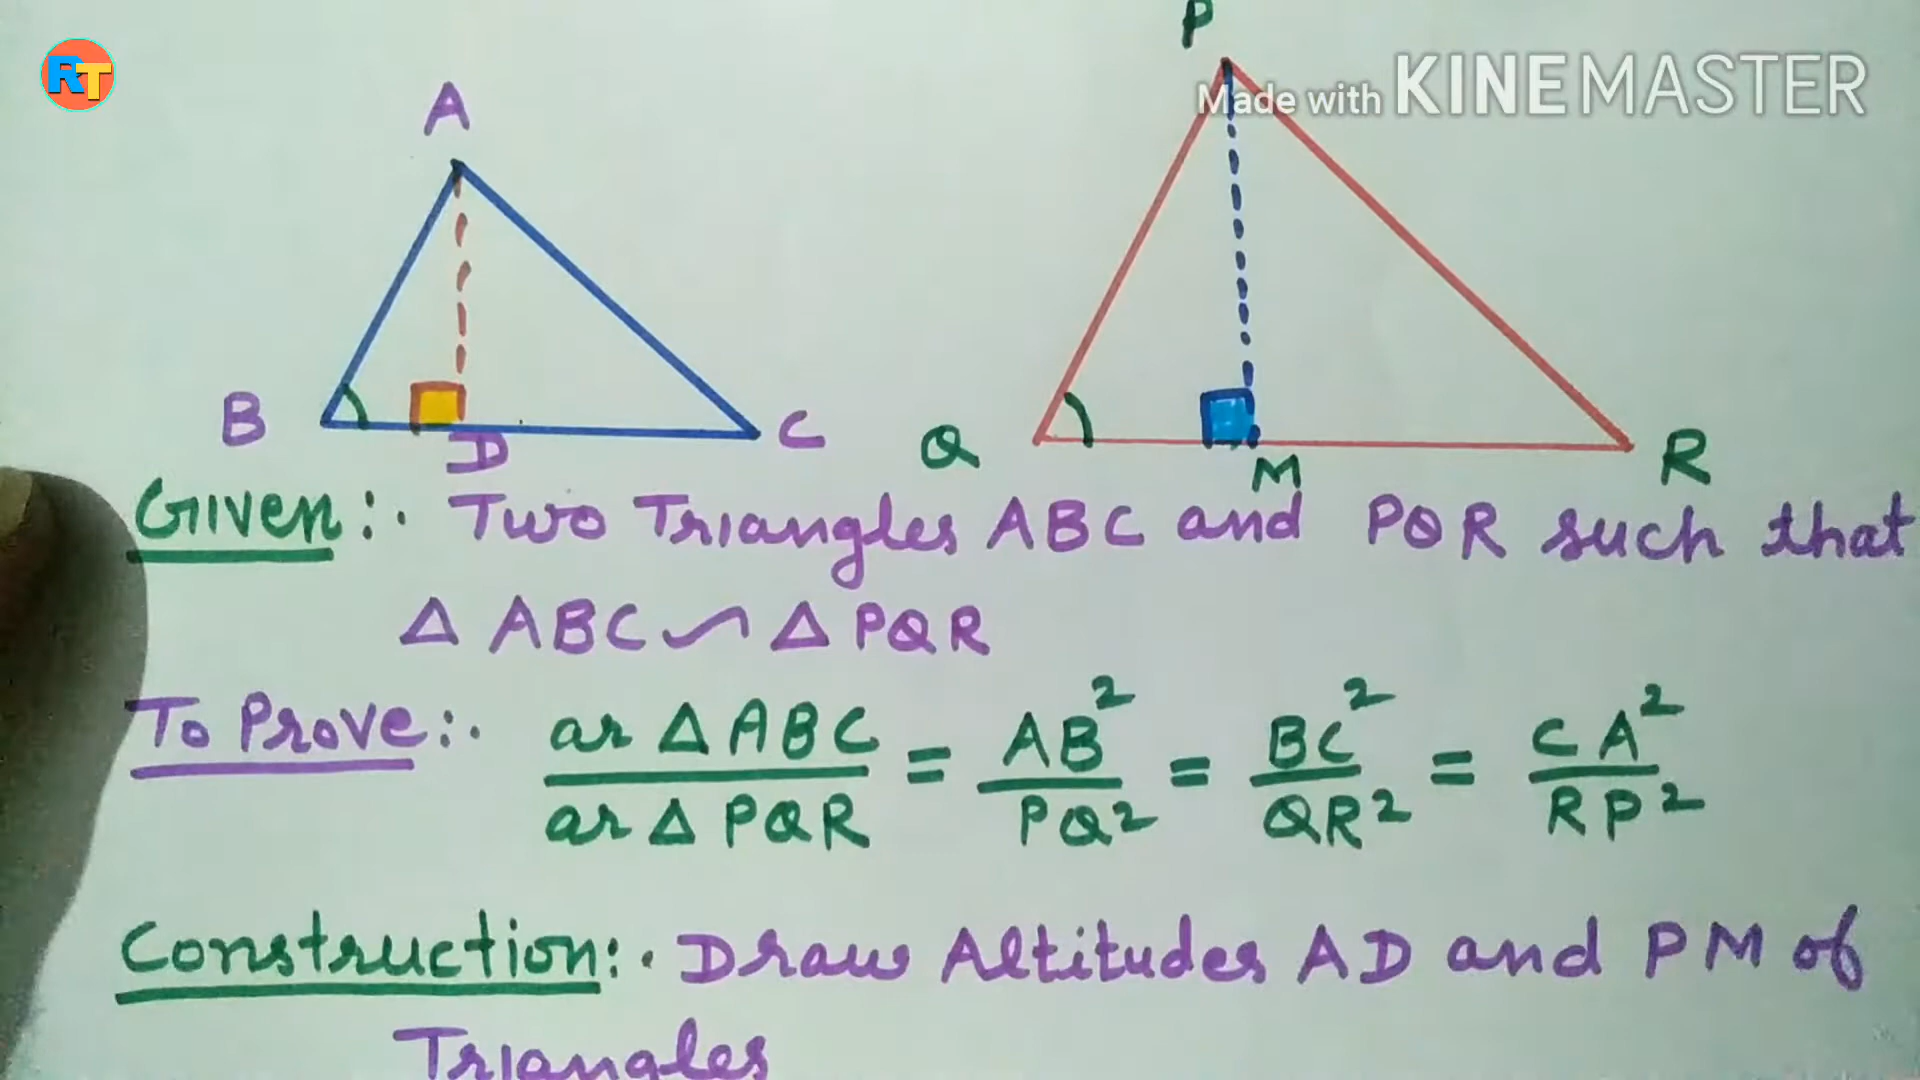 RT
P
Made with KINEMASTER
A
B
D
C
Q
M
R
Given:· Two Triangles ABC and PQR such that
Δ ABC ∽ Δ PQR
To Prove:· ar Δ ABC / ar Δ PQR = AB² / PQ² = BC² / QR² = CA² / RP²
Construction:· Draw Altitudes AD and PM of
Triangles